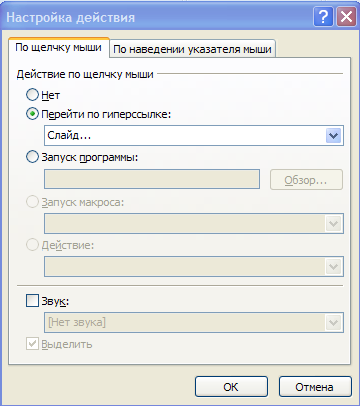 Настройка действия
По щелчку мыши
По наведении указателя мыши
Действие по щелчку мыши
Нет
Перейти по гиперссылке:
Слайд...
Запуск программы:
Обзор...
Запуск макроса:
Действие:
Звук:
[Нет звука]
Выделить
ОК
Отмена